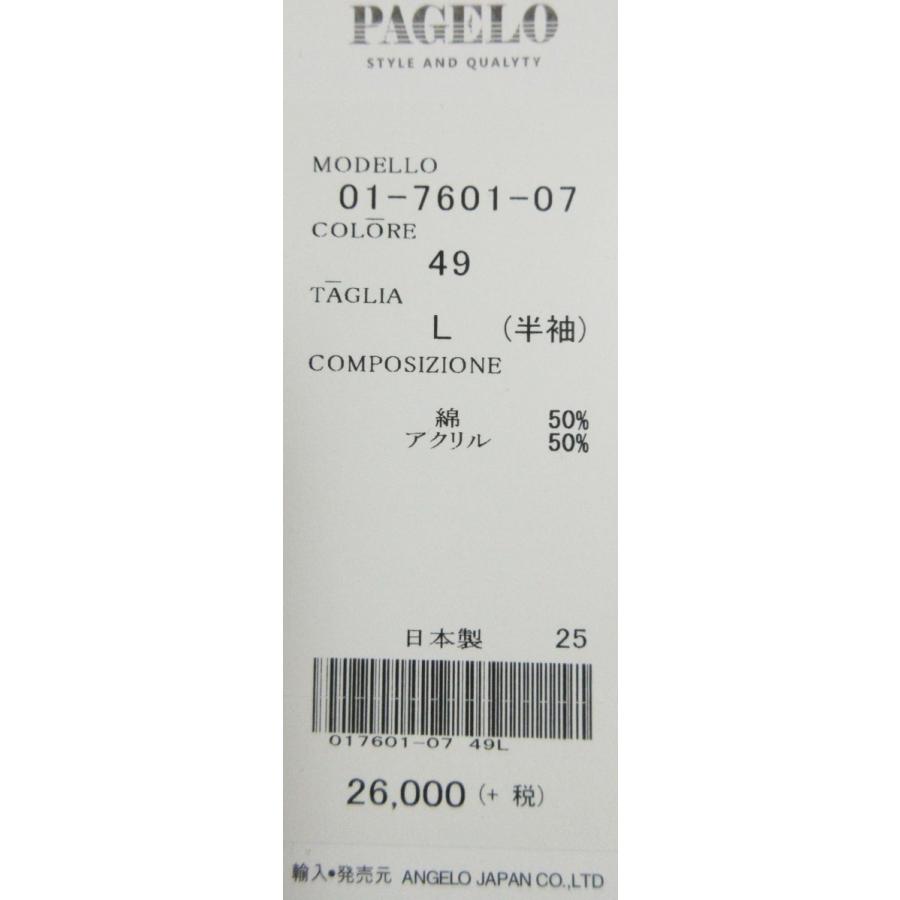 PAGELO
STYLE AND QUALYTY
MODELLO
01-7601-07
COLŌRE
49
TĀGLIA
L (半袖)
COMPOSIZIONE
綿 50%
アクリル 50%
日本製 25
017601-07 49L
26,000 (+ 税)
輸入•発売元 ANGELO JAPAN CO.,LTD